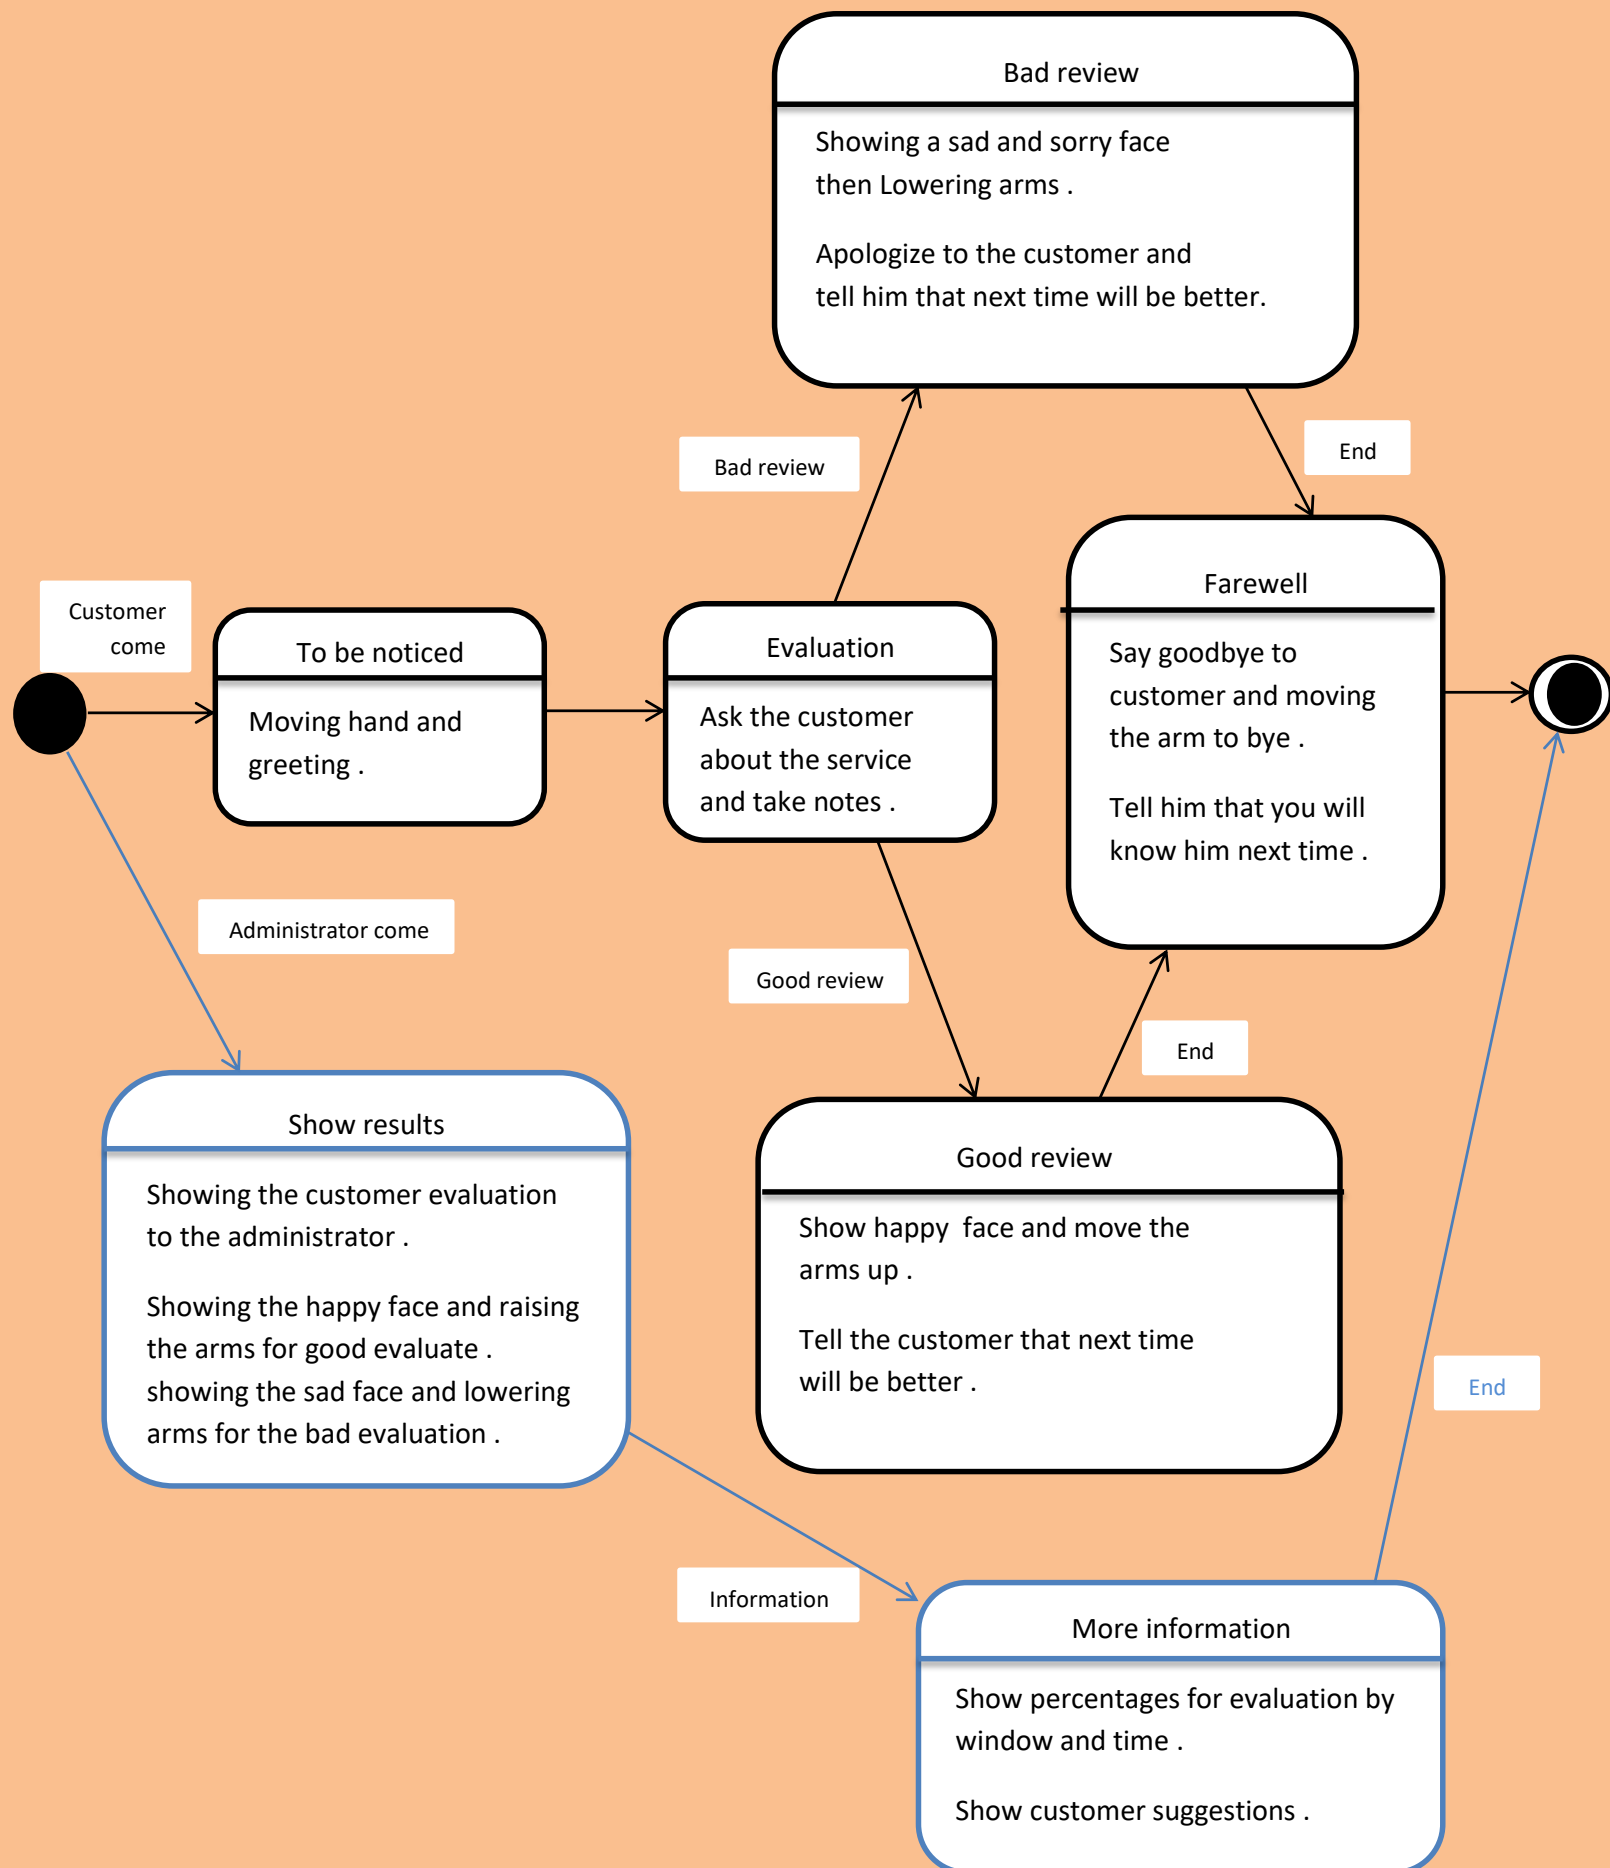 Bad review
Showing a sad and sorry face
then Lowering arms .
Apologize to the customer and
tell him that next time will be better.
Bad review
End
Customer
come
To be noticed
Moving hand and
greeting .
Evaluation
Ask the customer
about the service
and take notes .
Farewell
Say goodbye to
customer and moving
the arm to bye .
Tell him that you will
know him next time .
Administrator come
Good review
End
Show results
Showing the customer evaluation
to the administrator .
Showing the happy face and raising
the arms for good evaluate .
showing the sad face and lowering
arms for the bad evaluation .
Good review
Show happy  face and move the
arms up .
Tell the customer that next time
will be better .
End
Information
More information
Show percentages for evaluation by
window and time .
Show customer suggestions .